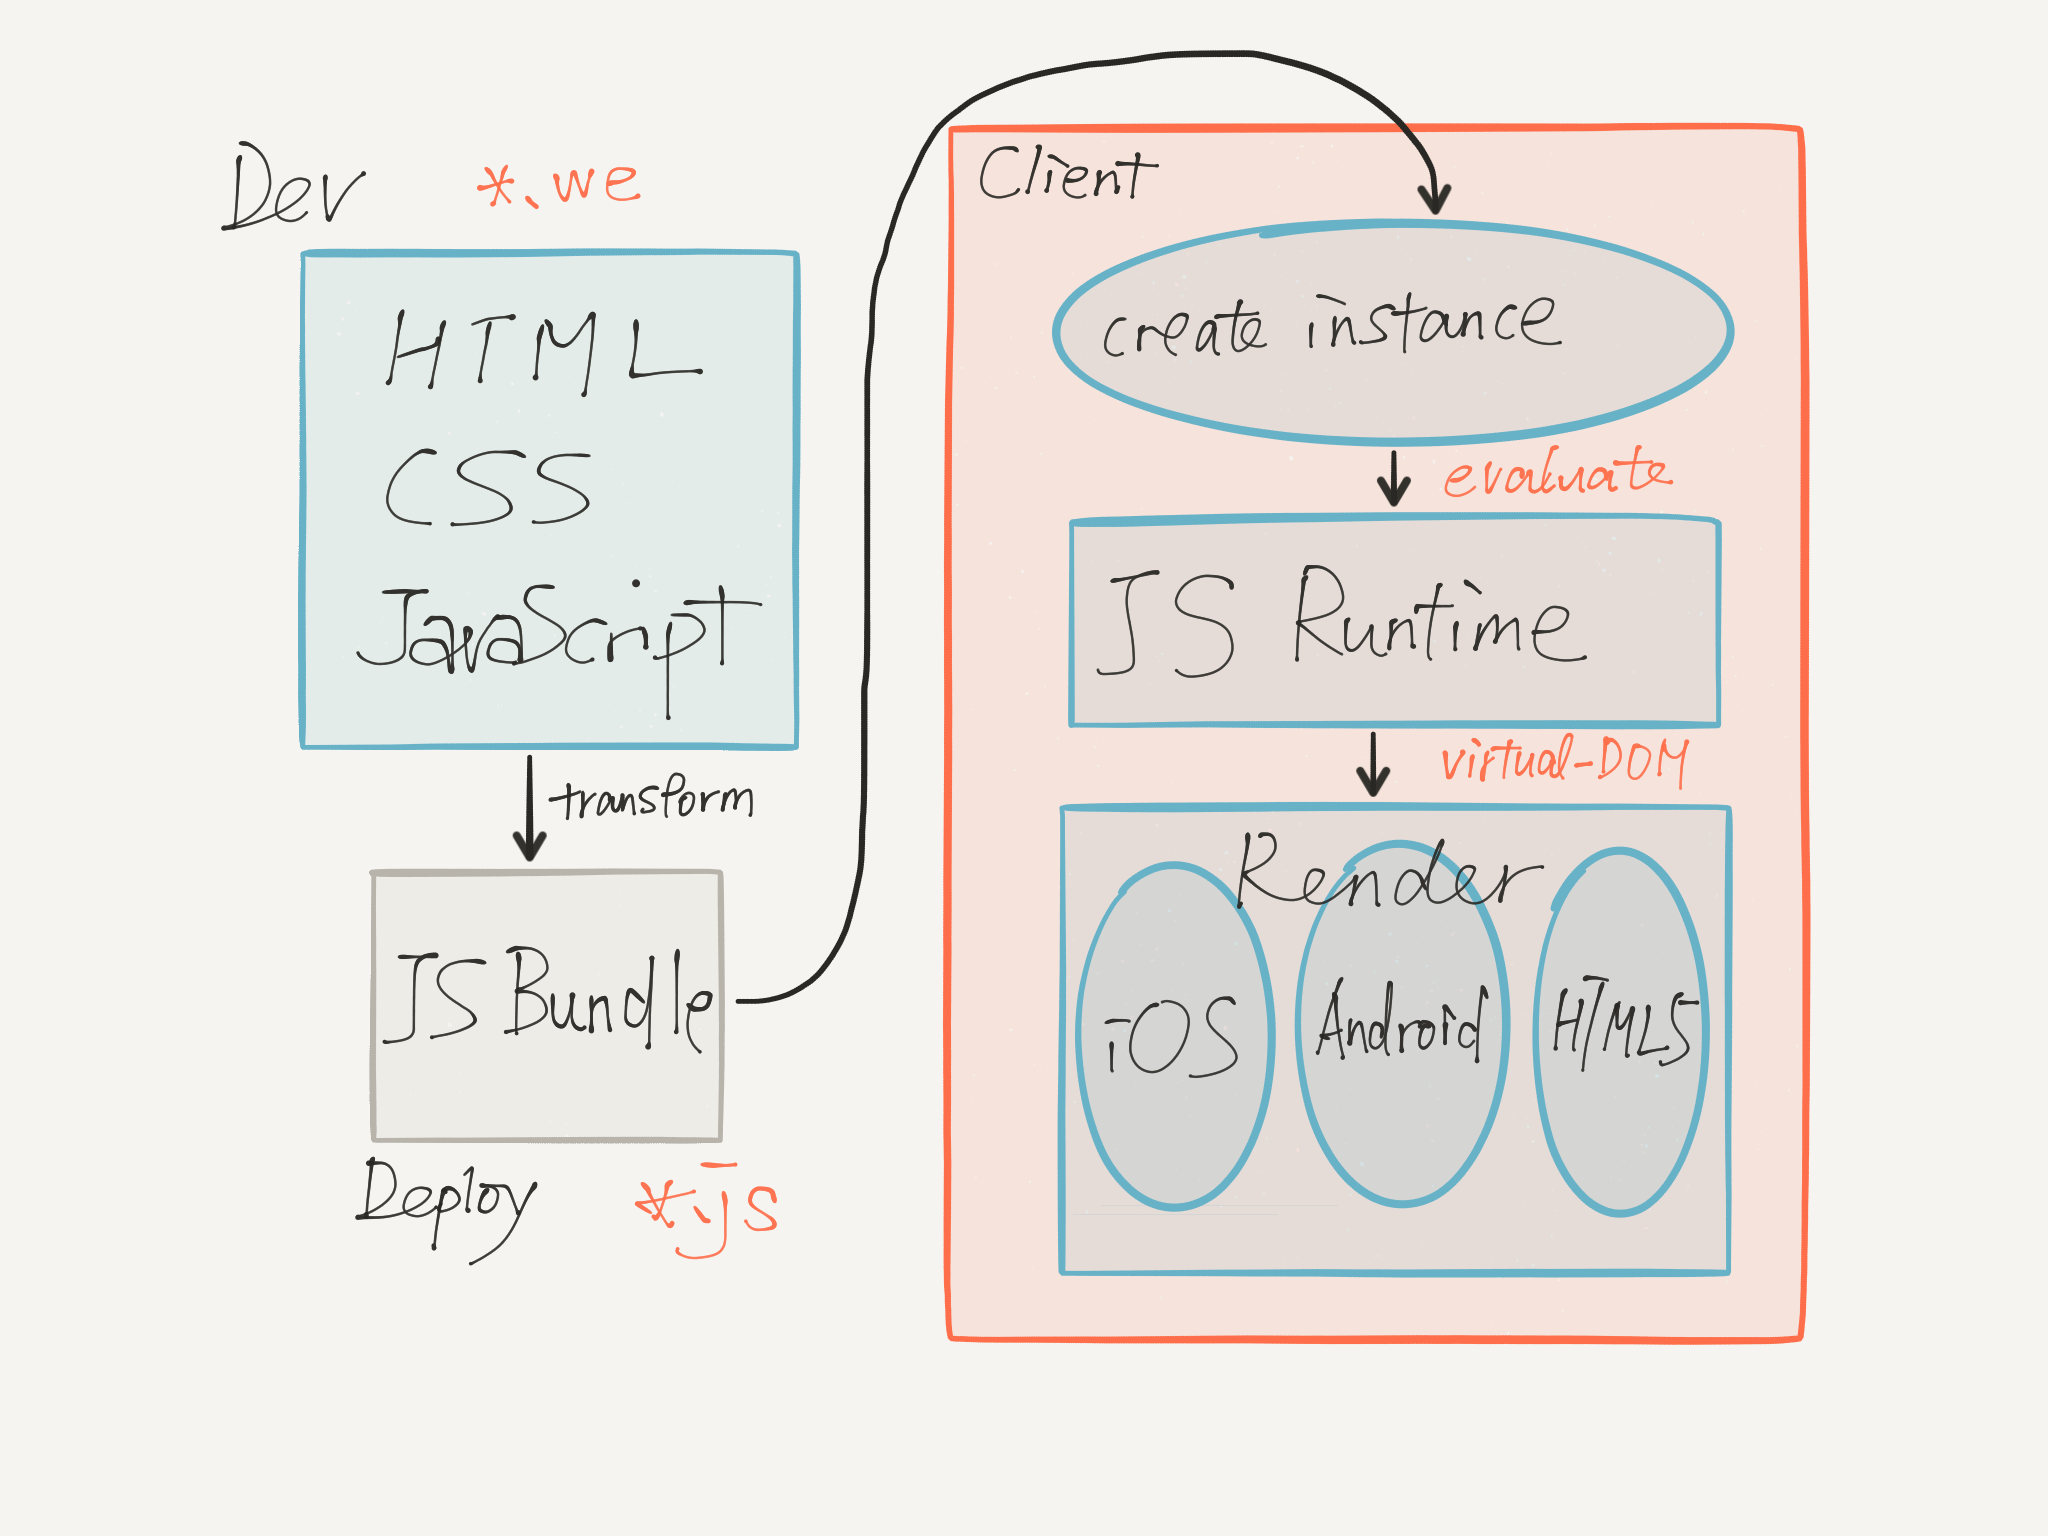 Dev
*.we
HTML
CSS
JavaScript
transform
JS Bundle
Deploy
*.js
Client
create instance
evaluate
JS Runtime
virtual-DOM
Render
iOS
Android
HTML5